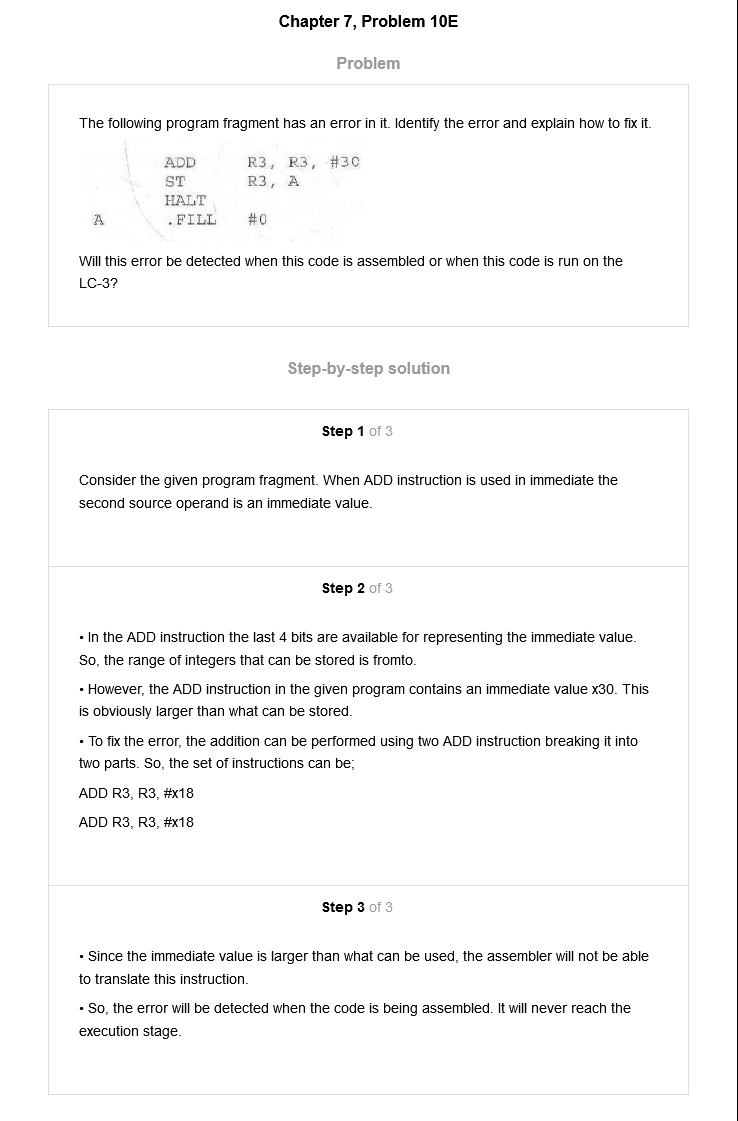 Chapter 7, Problem 10E
Problem
The following program fragment has an error in it. Identify the error and explain how to fix it.
ADD R3, R3, #30
ST R3, A
HALT
A .FILL #0
Will this error be detected when this code is assembled or when this code is run on the
LC-3?
Step-by-step solution
Step 1 of 3
Consider the given program fragment. When ADD instruction is used in immediate the
second source operand is an immediate value.
Step 2 of 3
• In the ADD instruction the last 4 bits are available for representing the immediate value.
So, the range of integers that can be stored is fromto.
• However, the ADD instruction in the given program contains an immediate value x30. This
is obviously larger than what can be stored.
• To fix the error, the addition can be performed using two ADD instruction breaking it into
two parts. So, the set of instructions can be;
ADD R3, R3, #x18
ADD R3, R3, #x18
Step 3 of 3
• Since the immediate value is larger than what can be used, the assembler will not be able
to translate this instruction.
• So, the error will be detected when the code is being assembled. It will never reach the
execution stage.